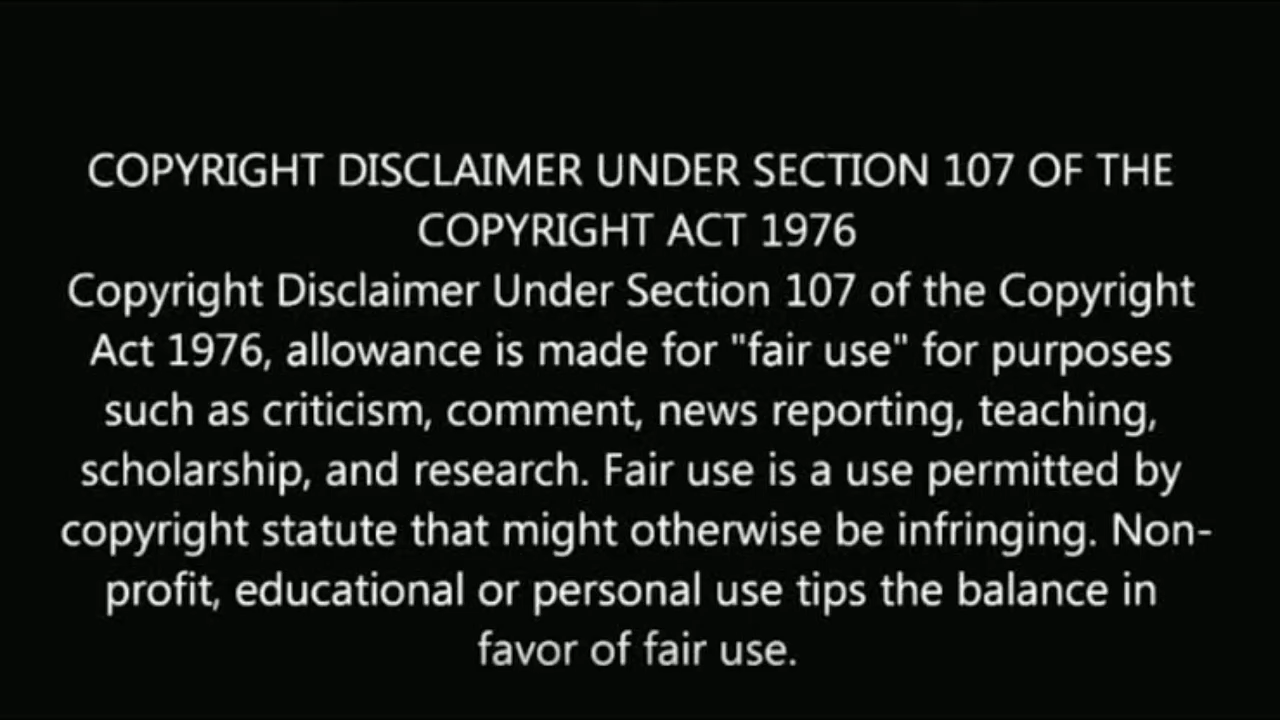 COPYRIGHT DISCLAIMER UNDER SECTION 107 OF THE
COPYRIGHT ACT 1976
Copyright Disclaimer Under Section 107 of the Copyright
Act 1976, allowance is made for "fair use" for purposes
such as criticism, comment, news reporting, teaching,
scholarship, and research. Fair use is a use permitted by
copyright statute that might otherwise be infringing. Non-
profit, educational or personal use tips the balance in
favor of fair use.